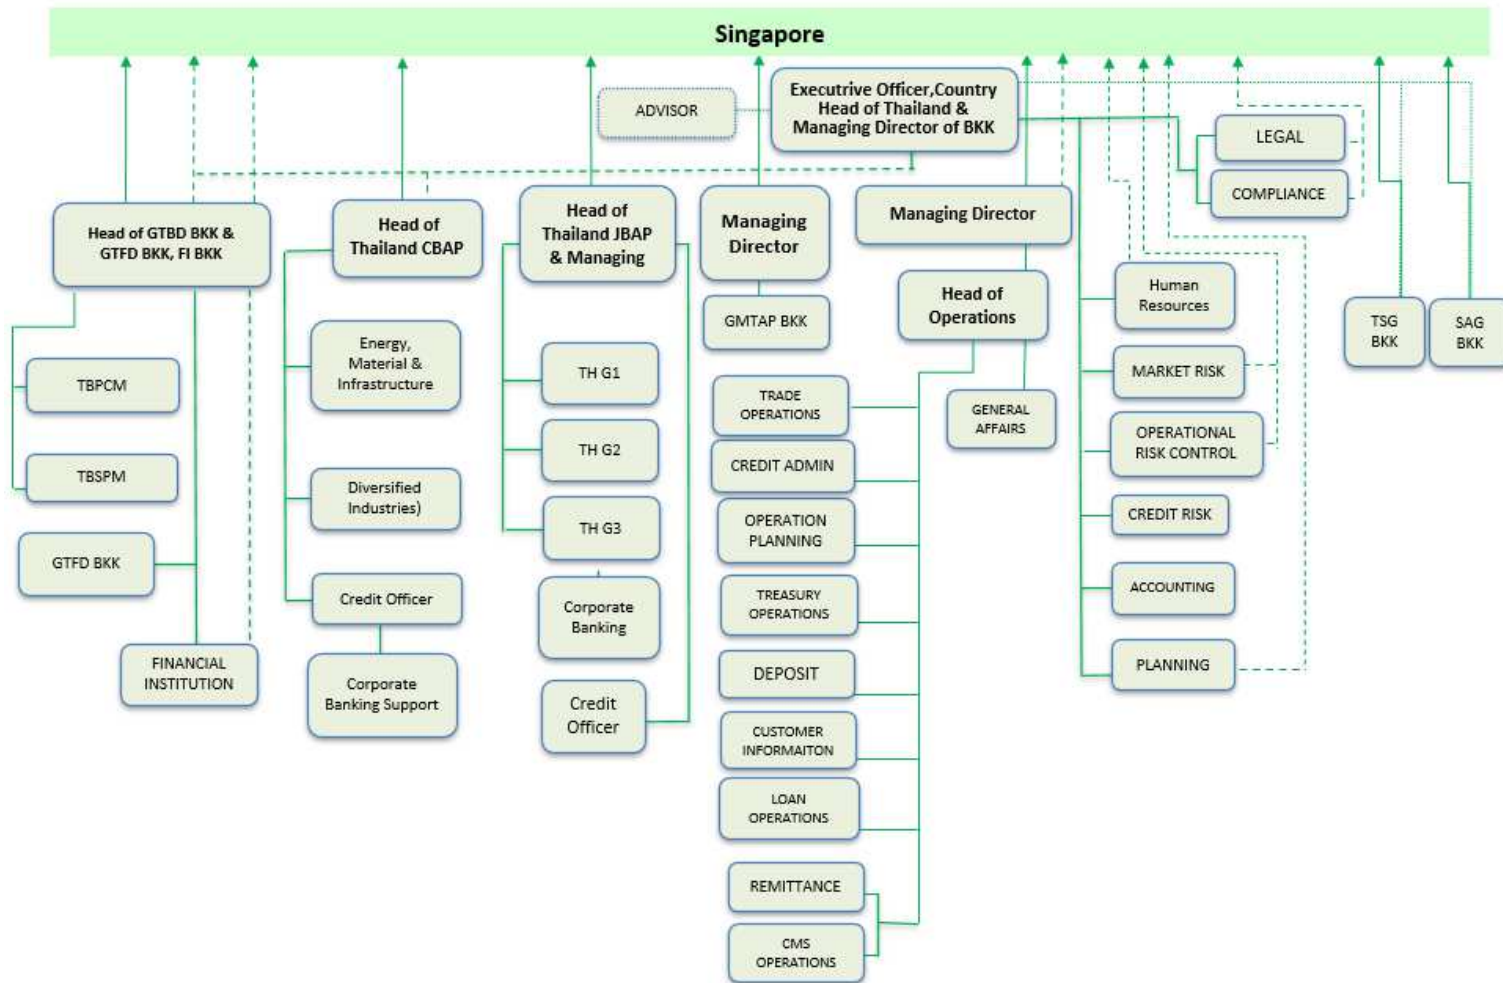 Singapore
ADVISOR
Executrive Officer,Country
Head of Thailand &
Managing Director of BKK
LEGAL
COMPLIANCE
Head of GTBD BKK &
GTFD BKK, FI BKK
Head of
Thailand CBAP
Head of
Thailand JBAP
& Managing
Managing
Director
Managing Director
Head of
Operations
Human
Resources
TSG
BKK
SAG
BKK
GMTAP BKK
TBPCM
TBSPM
GTFD BKK
FINANCIAL
INSTITUTION
Energy,
Material &
Infrastructure
Diversified
Industries)
Credit Officer
Corporate
Banking Support
TH G1
TH G2
TH G3
Corporate
Banking
Credit
Officer
TRADE
OPERATIONS
CREDIT ADMIN
OPERATION
PLANNING
TREASURY
OPERATIONS
DEPOSIT
CUSTOMER
INFORMAITON
LOAN
OPERATIONS
REMITTANCE
CMS
OPERATIONS
GENERAL
AFFAIRS
MARKET RISK
OPERATIONAL
RISK CONTROL
CREDIT RISK
ACCOUNTING
PLANNING